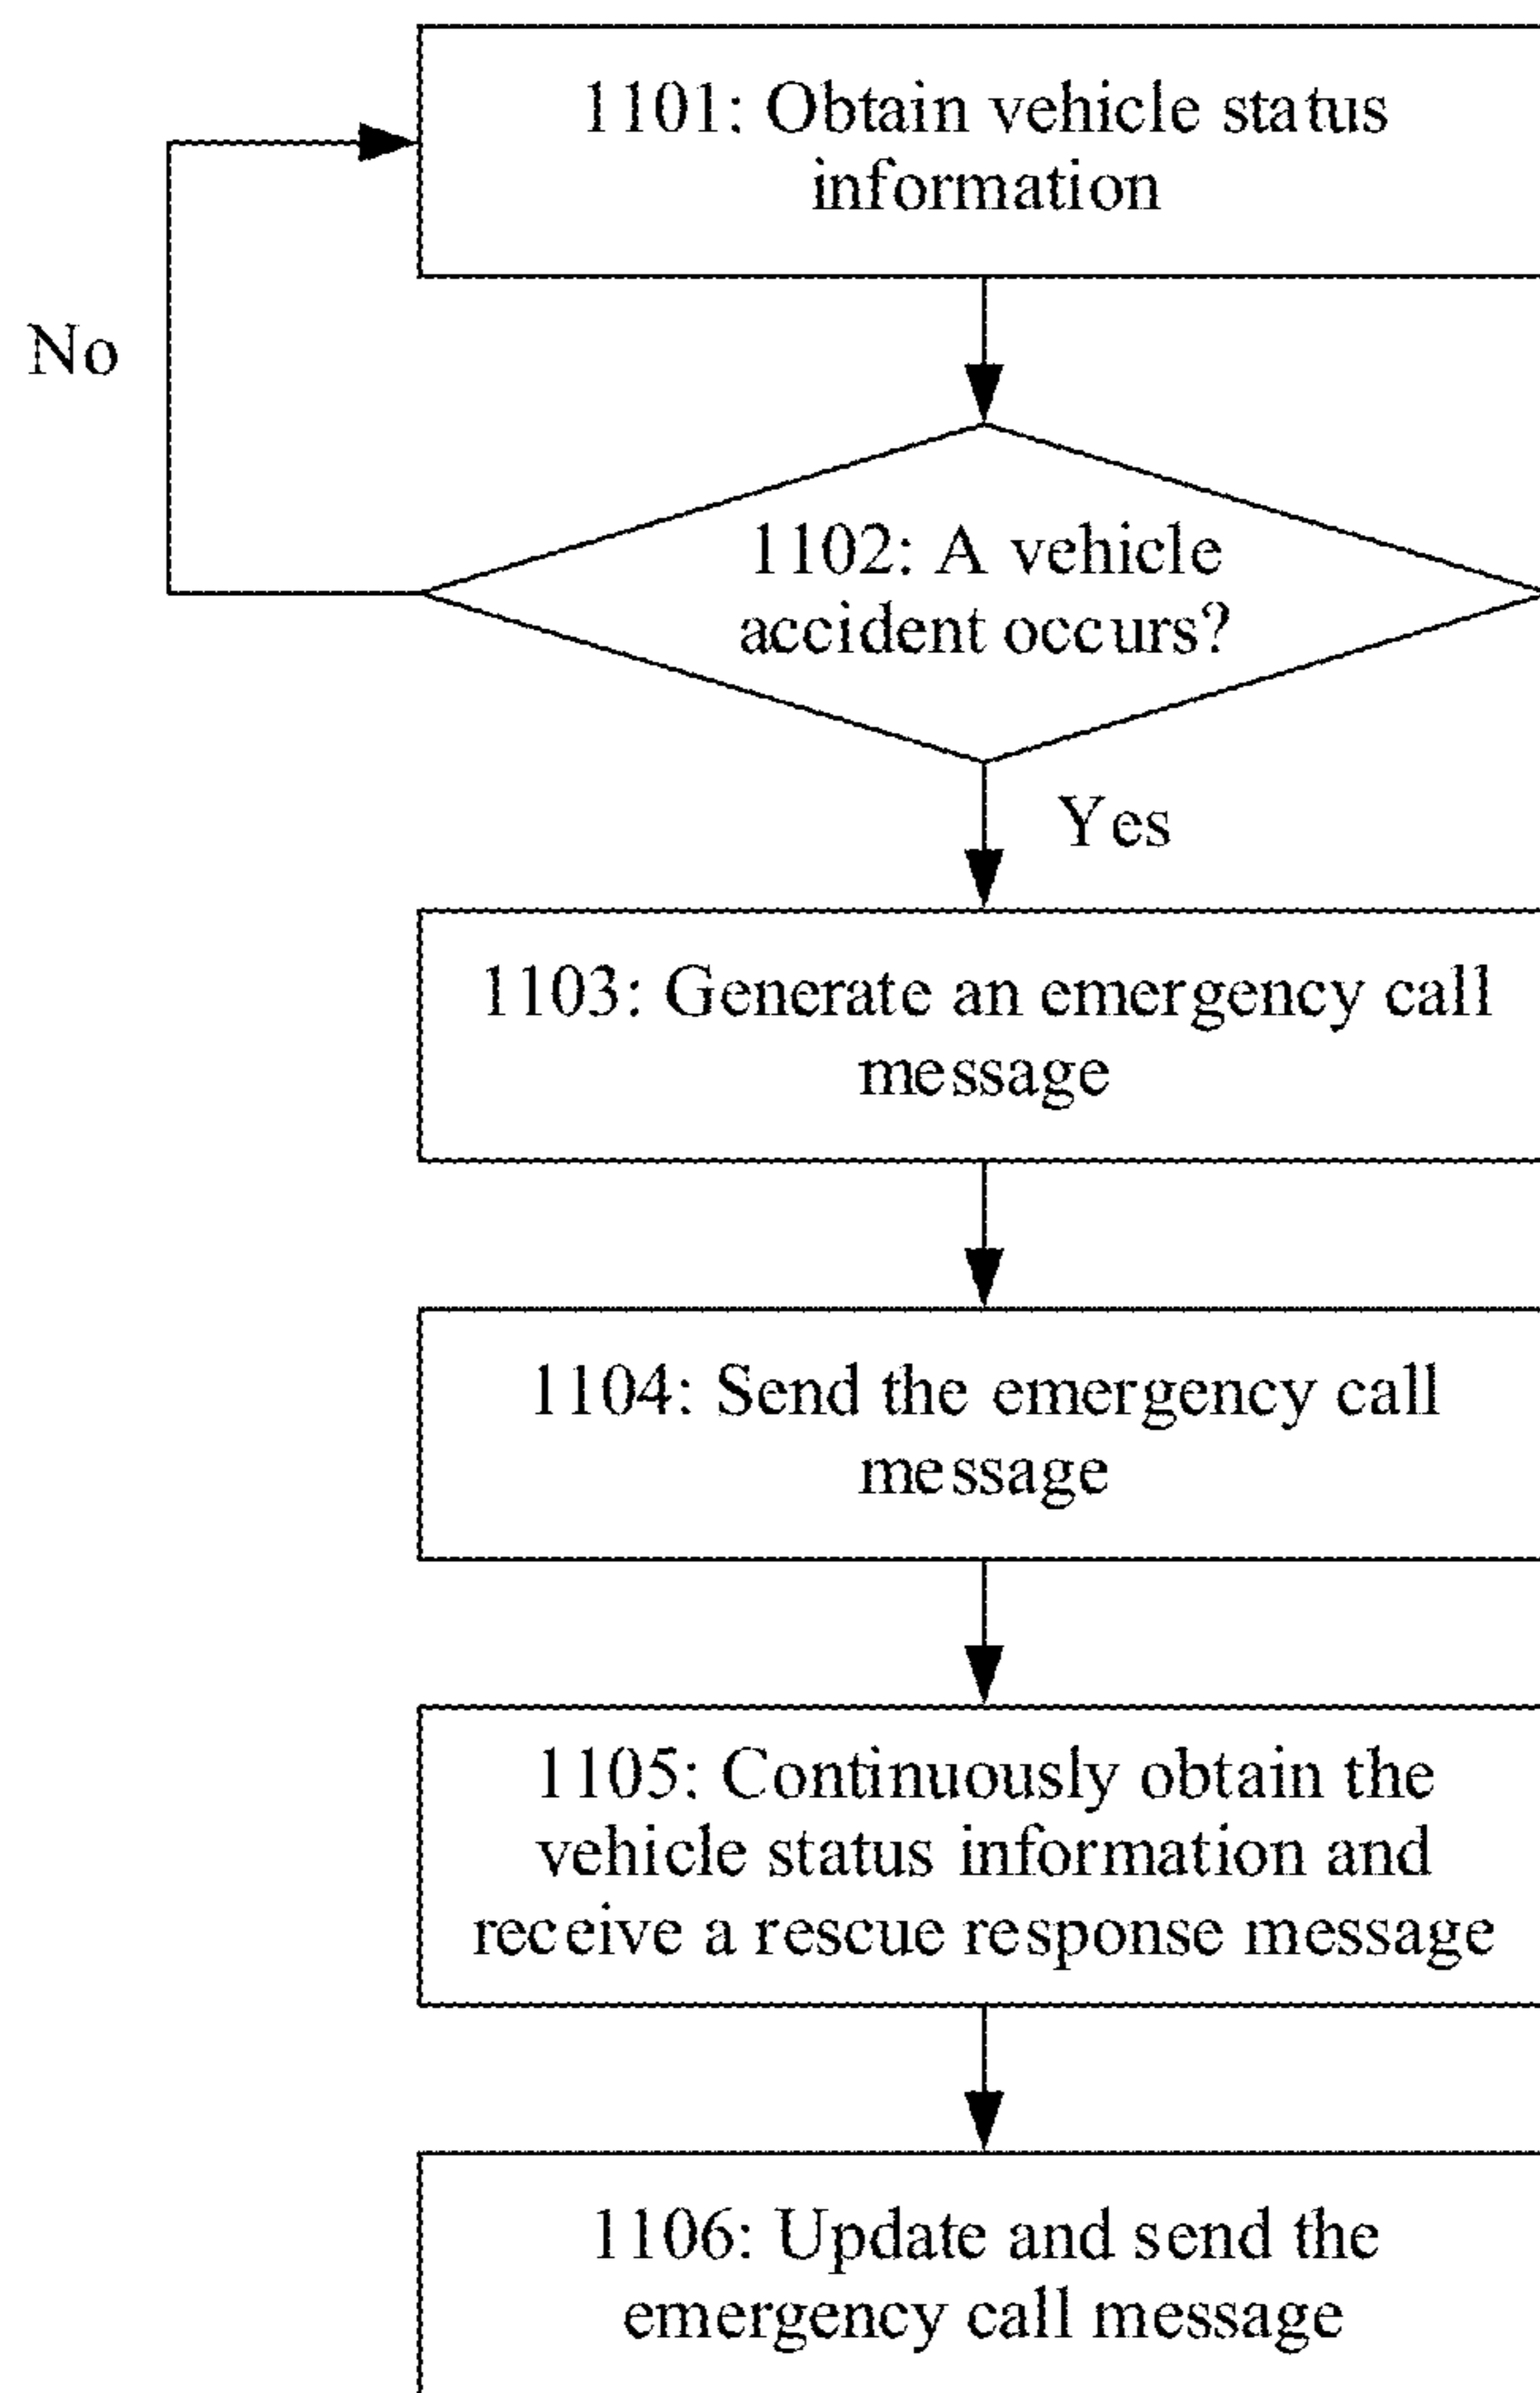 1101: Obtain vehicle status
information
No
1102: A vehicle
accident occurs?
Yes
1103: Generate an emergency call
message
1104: Send the emergency call
message
1105: Continuously obtain the
vehicle status information and
receive a rescue response message
1106: Update and send the
emergency call message